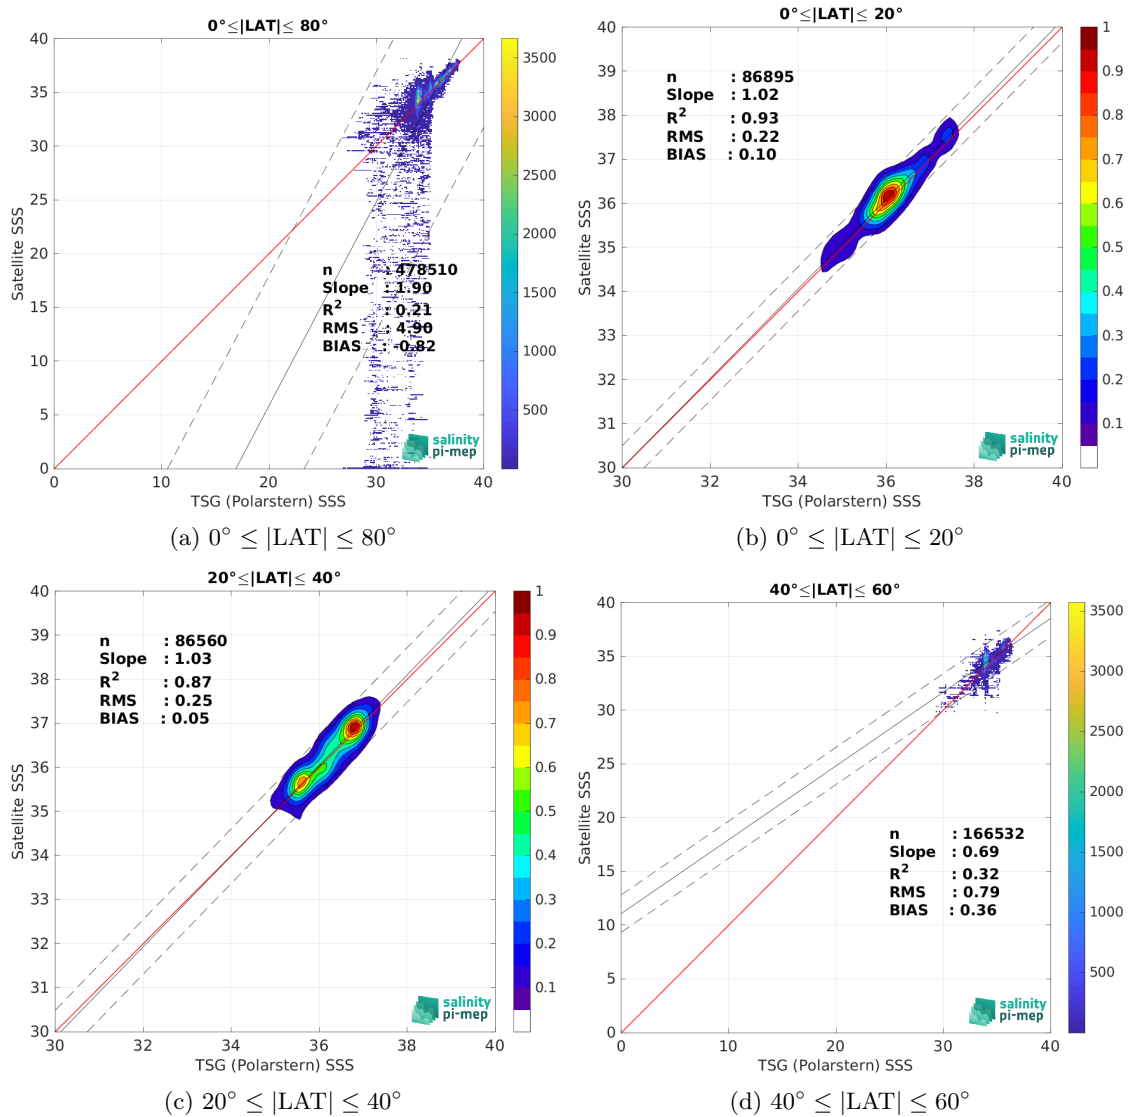 0°≤|LAT|≤ 80°
40
35
30
25
20
15
10
5
0
0
10
20
30
40
Satellite SSS
TSG (Polarstern) SSS
n : 478510
Slope : 1.90
R² : 0.21
RMS : 4.90
BIAS : -0.82
salinity
pi-mep
3500
3000
2500
2000
1500
1000
500
(a) 0° ≤ |LAT| ≤ 80°
0°≤|LAT|≤ 20°
40
39
38
37
36
35
34
33
32
31
30
30
32
34
36
38
40
Satellite SSS
TSG (Polarstern) SSS
n : 86895
Slope : 1.02
R² : 0.93
RMS : 0.22
BIAS : 0.10
salinity
pi-mep
1
0.9
0.8
0.7
0.6
0.5
0.4
0.3
0.2
0.1
(b) 0° ≤ |LAT| ≤ 20°
20°≤|LAT|≤ 40°
40
39
38
37
36
35
34
33
32
31
30
30
32
34
36
38
40
Satellite SSS
TSG (Polarstern) SSS
n : 86560
Slope : 1.03
R² : 0.87
RMS : 0.25
BIAS : 0.05
salinity
pi-mep
1
0.9
0.8
0.7
0.6
0.5
0.4
0.3
0.2
0.1
(c) 20° ≤ |LAT| ≤ 40°
40°≤|LAT|≤ 60°
40
35
30
25
20
15
10
5
0
0
10
20
30
40
Satellite SSS
TSG (Polarstern) SSS
n : 166532
Slope : 0.69
R² : 0.32
RMS : 0.79
BIAS : 0.36
salinity
pi-mep
3500
3000
2500
2000
1500
1000
500
(d) 40° ≤ |LAT| ≤ 60°